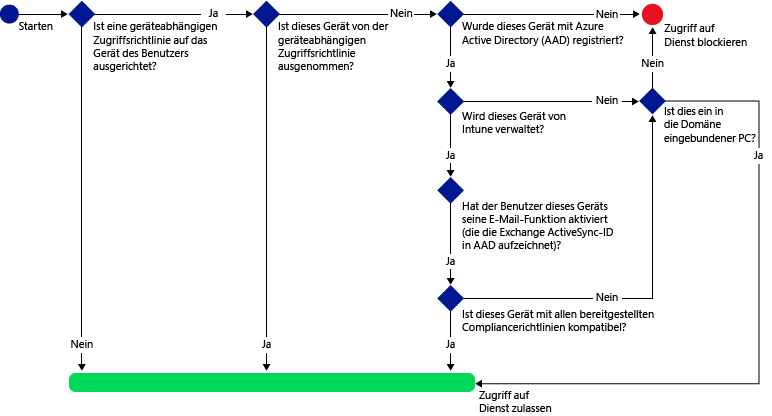 Starten
Ist eine geräteabhängigen
Zugriffsrichtlinie auf das
Gerät des Benutzers
ausgerichtet?
Ja
Ist dieses Gerät von der
geräteabhängigen
Zugriffsrichtlinie
ausgenommen?
Nein
Wurde dieses Gerät mit Azure
Active Directory (AAD) registriert?
Nein
Zugriff auf
Dienst blockieren
Ja
Nein
Wird dieses Gerät von
Intune verwaltet?
Nein
Ist dies ein in
die Domäne
eingebundener PC?
Ja
Ja
Hat der Benutzer dieses Geräts
seine E-Mail-Funktion aktiviert
(die die Exchange ActiveSync-ID
in AAD aufzeichnet)?
Ja
Nein
Ist dieses Gerät mit allen bereitgestellten
Compliancerichtlinien kompatibel?
Nein
Ja
Ja
Zugriff auf
Dienst zulassen